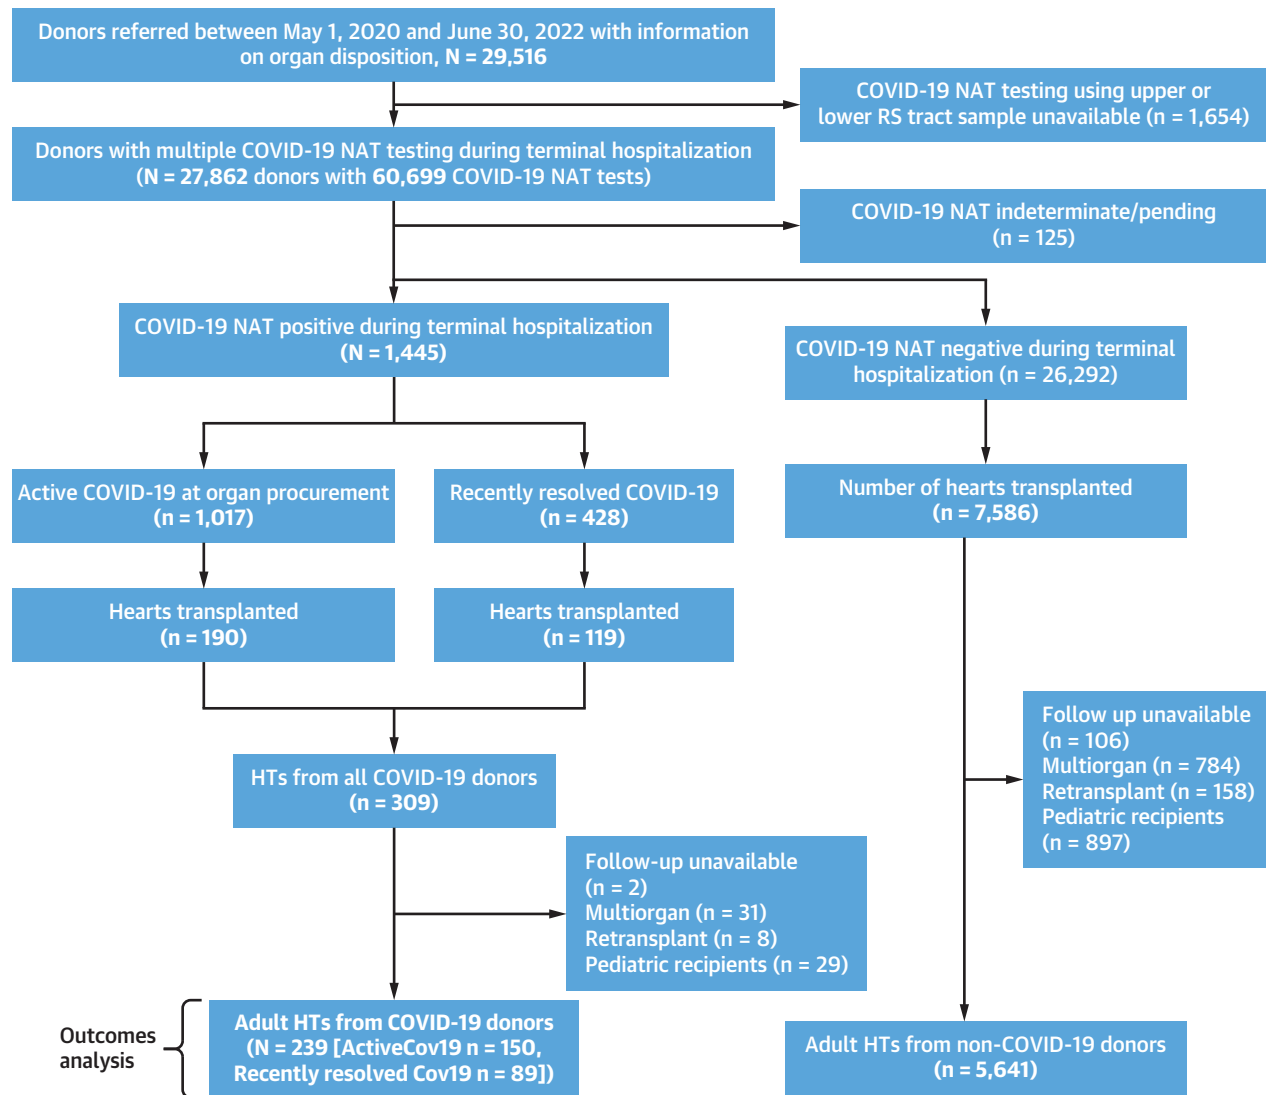 Donors referred between May 1, 2020 and June 30, 2022 with information
on organ disposition, N = 29,516
COVID-19 NAT testing using upper or
lower RS tract sample unavailable (n = 1,654)
Donors with multiple COVID-19 NAT testing during terminal hospitalization
(N = 27,862 donors with 60,699 COVID-19 NAT tests)
COVID-19 NAT indeterminate/pending
(n = 125)
COVID-19 NAT positive during terminal hospitalization
(N = 1,445)
COVID-19 NAT negative during terminal
hospitalization (n = 26,292)
Active COVID-19 at organ procurement
(n = 1,017)
Recently resolved COVID-19
(n = 428)
Number of hearts transplanted
(n = 7,586)
Hearts transplanted
(n = 190)
Hearts transplanted
(n = 119)
Follow up unavailable
(n = 106)
Multiorgan (n = 784)
Retransplant (n = 158)
Pediatric recipients
(n = 897)
HTs from all COVID-19 donors
(n = 309)
Follow-up unavailable
(n = 2)
Multiorgan (n = 31)
Retransplant (n = 8)
Pediatric recipients (n = 29)
Outcomes
analysis
Adult HTs from COVID-19 donors
(N = 239 [ActiveCov19 n = 150,
Recently resolved Cov19 n = 89])
Adult HTs from non-COVID-19 donors
(n = 5,641)